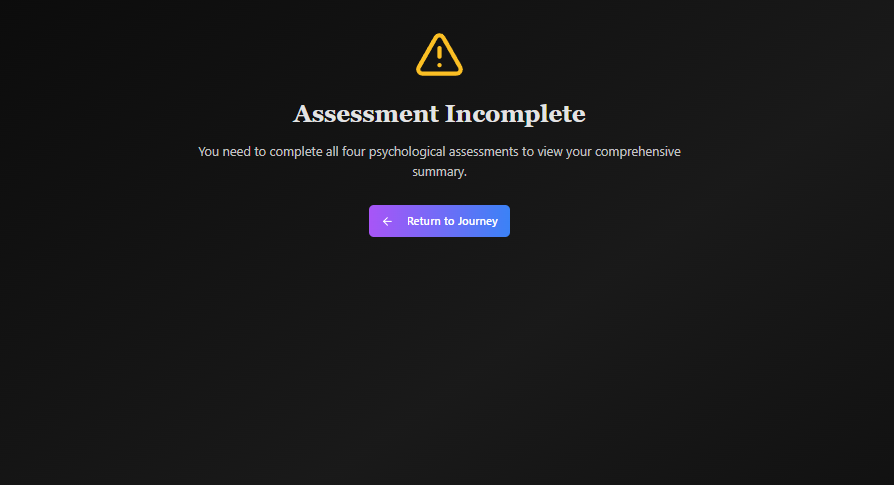 Assessment Incomplete
You need to complete all four psychological assessments to view your comprehensive
summary.
Return to Journey